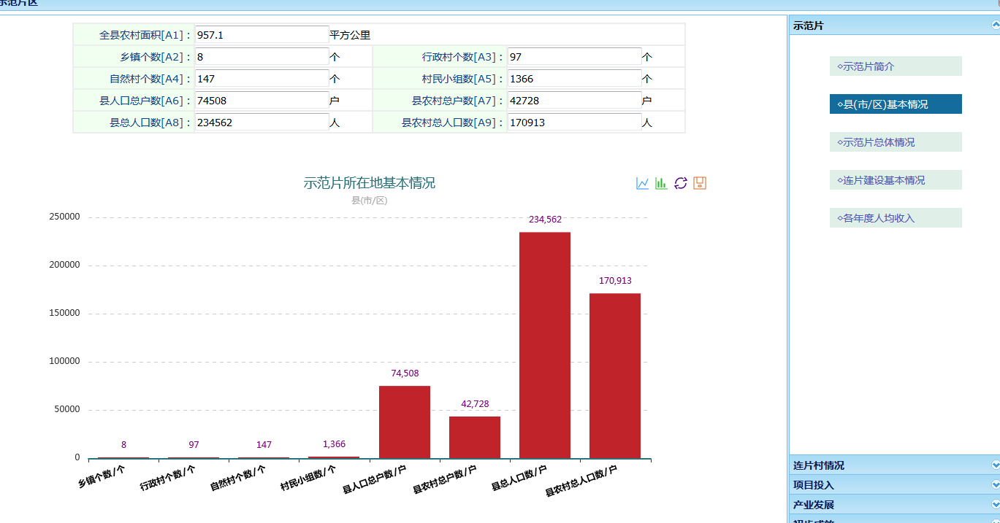 示范片区
全县农村面积[A1]： 957.1 平方公里
乡镇个数[A2]： 8 个 行政村个数[A3]： 97 个
自然村个数[A4]： 147 个 村民小组数[A5]： 1366 个
县人口总户数[A6]： 74508 户 县农村总户数[A7]： 42728 户
县总人口数[A8]： 234562 人 县农村总人口数[A9]： 170913 人
示范片所在地基本情况
县(市/区)
250000
200000
150000
100000
50000
0
8
97
147
1,366
74,508
42,728
234,562
170,913
乡镇个数/个
行政村个数/个
自然村个数/个
村民小组数/个
县人口总户数/户
县农村总户数/户
县总人口数/户
县农村总人口数/户
示范片
◇示范片简介
◇县(市/区)基本情况
◇示范片总体情况
◇连片建设基本情况
◇各年度人均收入
连片村情况
项目投入
产业发展
初步成效